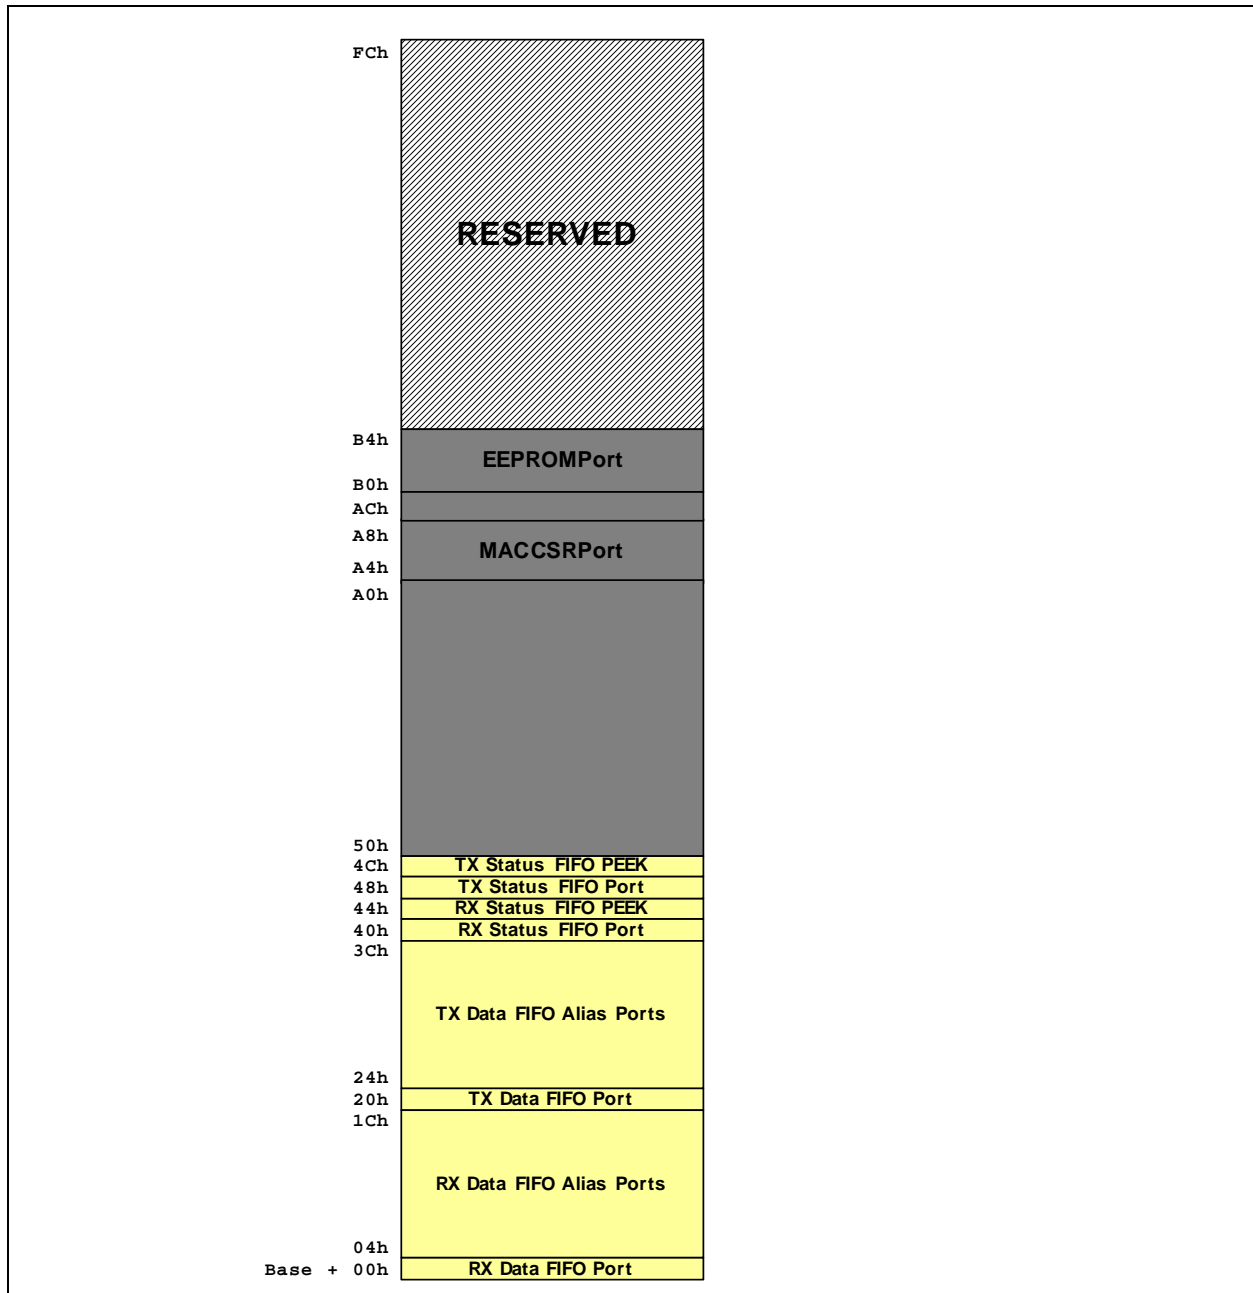 FCh
RESERVED
B4h
EEPROMPort
B0h
ACh
A8h
MACCSRPort
A4h
A0h
50h
4Ch TX Status FIFO PEEK
48h TX Status FIFO Port
44h RX Status FIFO PEEK
40h RX Status FIFO Port
3Ch
TX Data FIFO Alias Ports
24h
20h TX Data FIFO Port
1Ch
RX Data FIFO Alias Ports
04h
Base + 00h RX Data FIFO Port